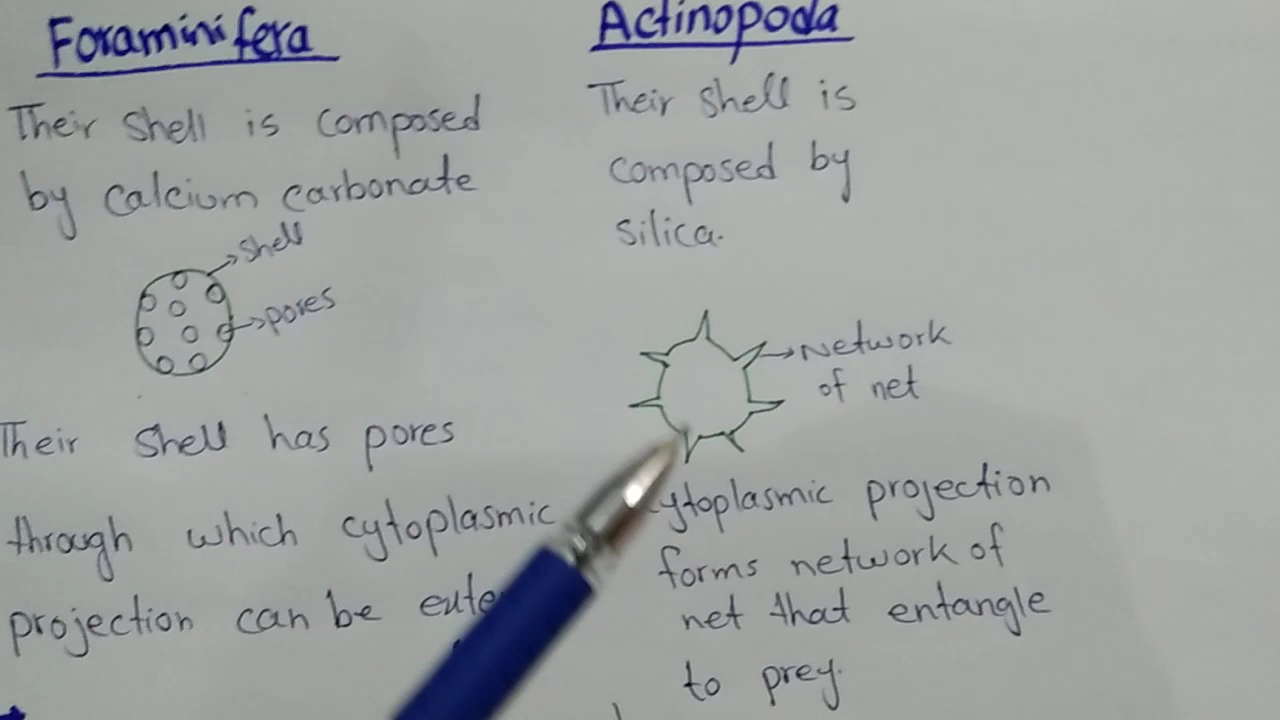 Foraminifera
Their Shell is composed
by Calcium carbonate
shell
pores
Their Shell has pores
through which cytoplasmic
projection can be
Actinopoda
Their shell is
composed by
silica.
Network
of net
cytoplasmic projection
forms network of
net that entangle
to prey.